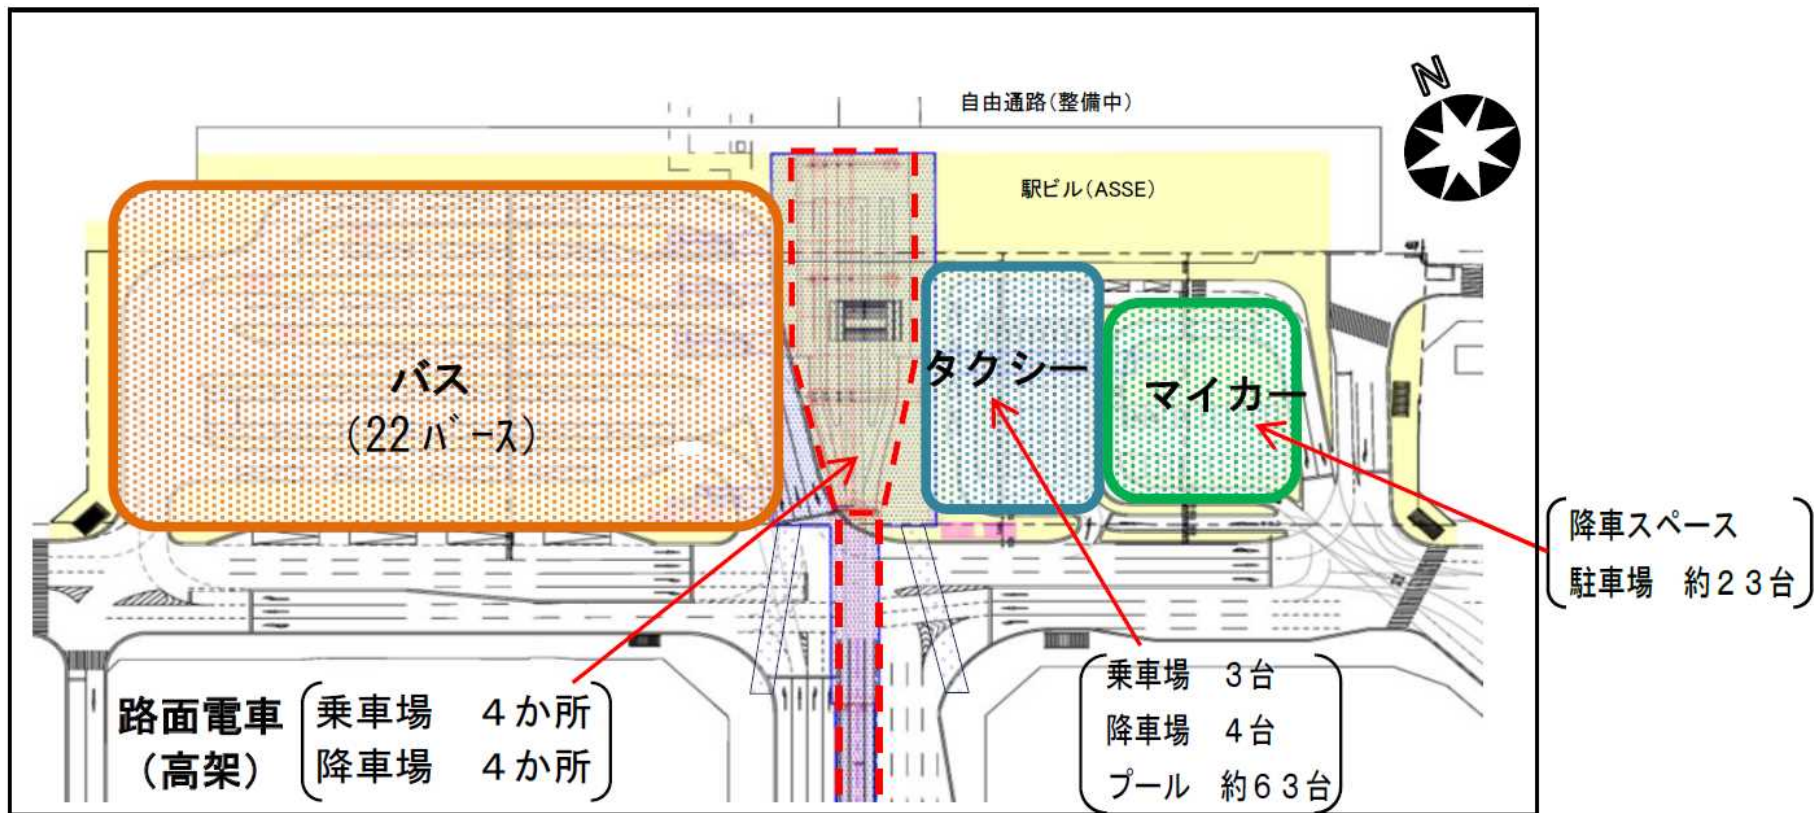 N
自由通路(整備中)
駅ビル(ASSE)
バス
(22バース)
タクシー
マイカー
降車スペース
駐車場 約23台
路面電車
(高架)
乗車場 4か所
降車場 4か所
乗車場 3台
降車場 4台
プール 約63台